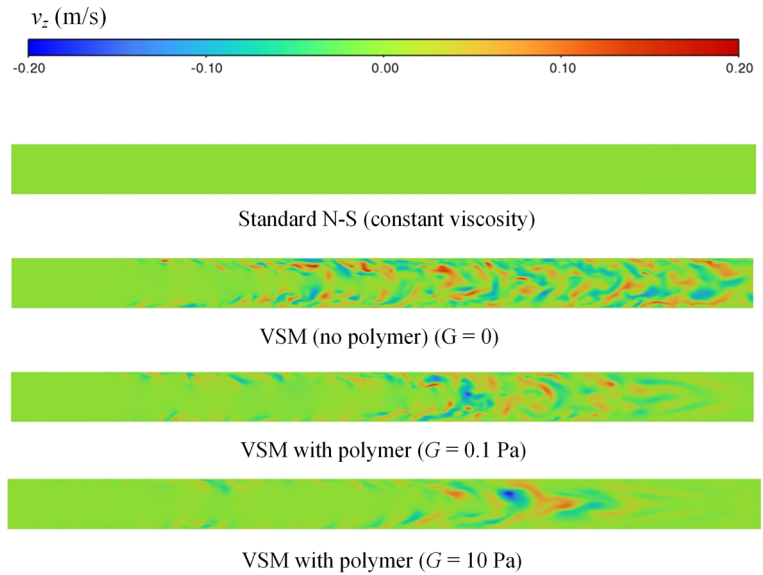 v_z (m/s)
-0.20 -0.10 0.00 0.10 0.20
Standard N-S (constant viscosity)
VSM (no polymer) (G = 0)
VSM with polymer (G = 0.1 Pa)
VSM with polymer (G = 10 Pa)